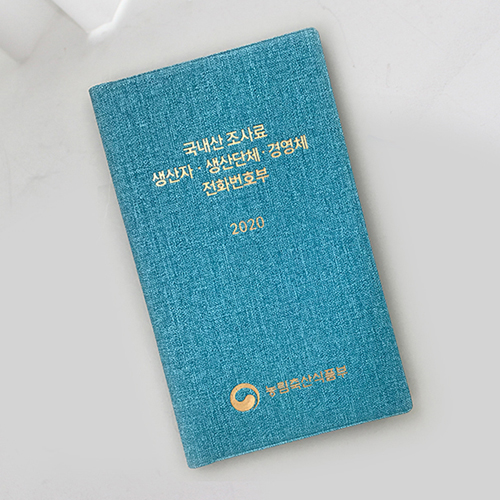 국내산 조사료
생산자 · 생산단체 · 경영체
전화번호부
2020
농림축산식품부